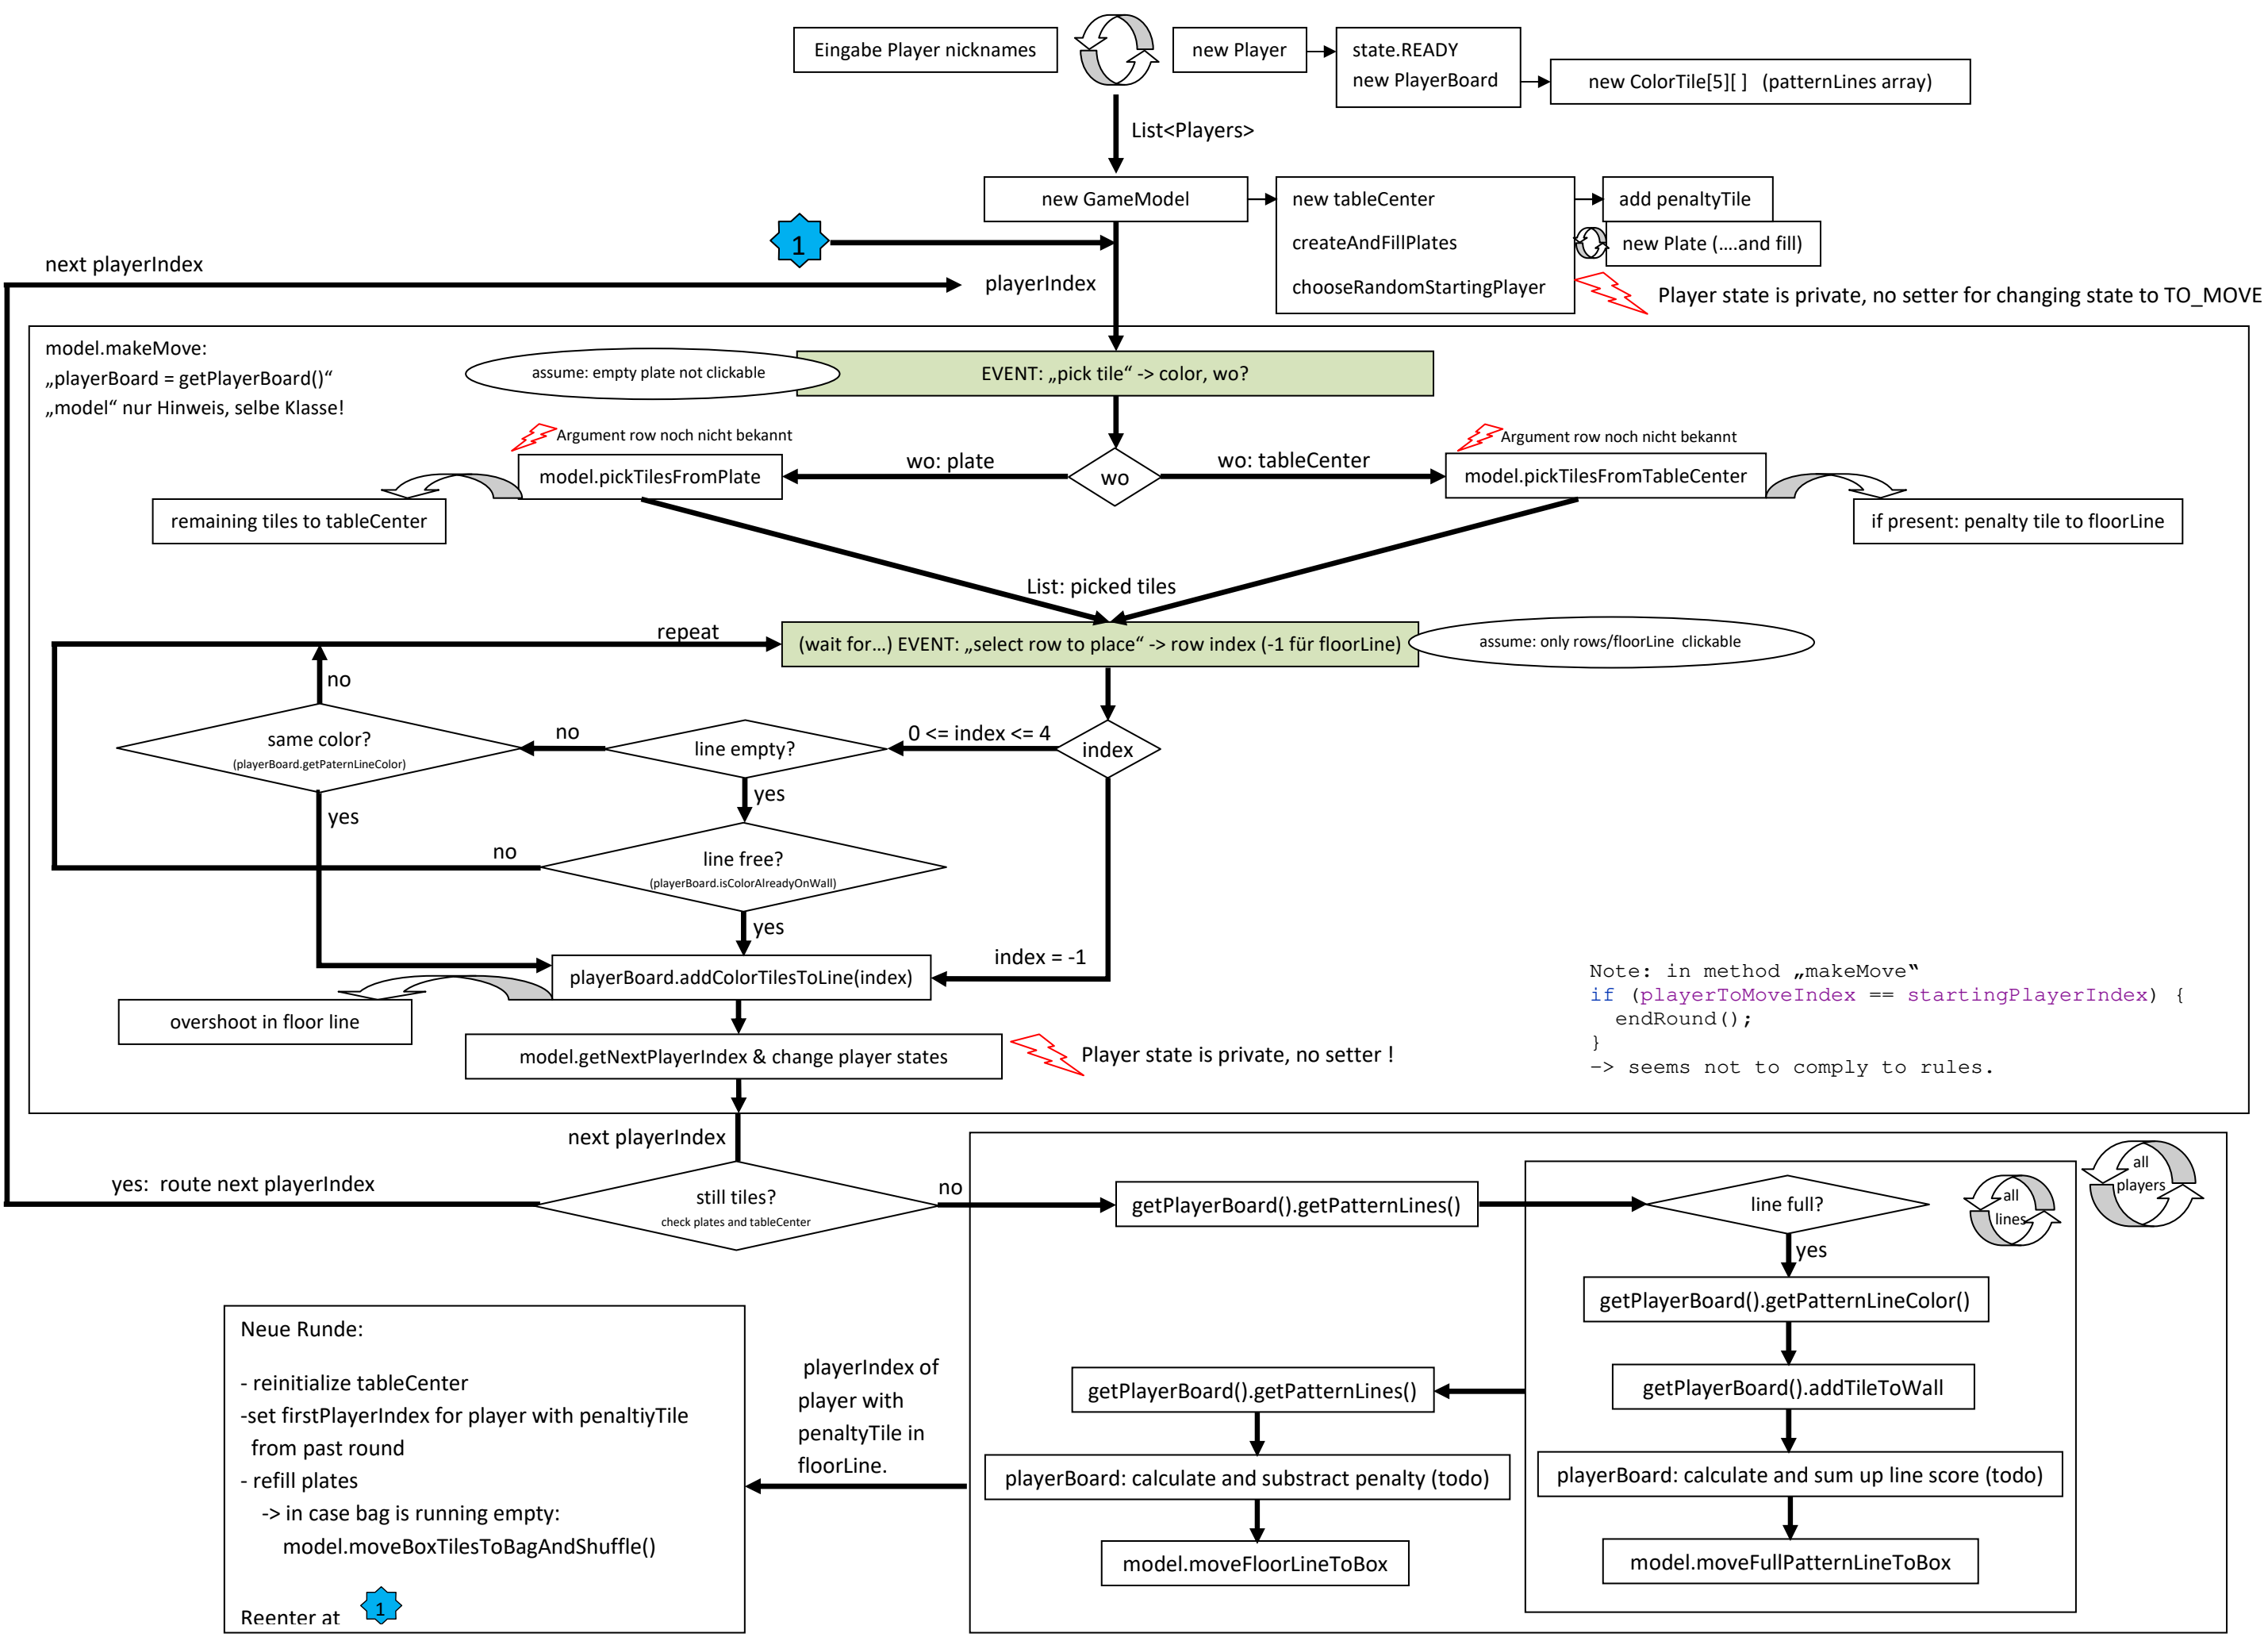 Eingabe Player nicknames
new Player
state.READY
new PlayerBoard
new ColorTile[5][ ]   (patternLines array)
List<Players>
new GameModel
new tableCenter
createAndFillPlates
chooseRandomStartingPlayer
add penaltyTile
new Plate (....and fill)
Player state is private, no setter for changing state to TO_MOVE
1
next playerIndex
playerIndex
model.makeMove:
„playerBoard = getPlayerBoard()“
„model“ nur Hinweis, selbe Klasse!
assume: empty plate not clickable
EVENT: „pick tile“ -> color, wo?
Argument row noch nicht bekannt
model.pickTilesFromPlate
wo: plate
wo
wo: tableCenter
Argument row noch nicht bekannt
model.pickTilesFromTableCenter
remaining tiles to tableCenter
if present: penalty tile to floorLine
List: picked tiles
repeat
(wait for…) EVENT: „select row to place“ -> row index (-1 für floorLine)
assume: only rows/floorLine  clickable
no
same color?
(playerBoard.getPaternLineColor)
no
line empty?
0 <= index <= 4
index
yes
yes
no
line free?
(playerBoard.isColorAlreadyOnWall)
yes
index = -1
playerBoard.addColorTilesToLine(index)
overshoot in floor line
model.getNextPlayerIndex & change player states
Player state is private, no setter !
Note: in method „makeMove“
if (playerToMoveIndex == startingPlayerIndex) {
endRound();
}
–> seems not to comply to rules.
next playerIndex
yes:  route next playerIndex
still tiles?
check plates and tableCenter
no
getPlayerBoard().getPatternLines()
line full?
all
lines
all
players
yes
getPlayerBoard().getPatternLineColor()
getPlayerBoard().addTileToWall
playerBoard: calculate and sum up line score (todo)
model.moveFullPatternLineToBox
getPlayerBoard().getPatternLines()
playerBoard: calculate and substract penalty (todo)
model.moveFloorLineToBox
playerIndex of
player with
penaltyTile in
floorLine.
Neue Runde:
- reinitialize tableCenter
-set firstPlayerIndex for player with penaltiyTile
from past round
- refill plates
-> in case bag is running empty:
model.moveBoxTilesToBagAndShuffle()
Reenter at
1